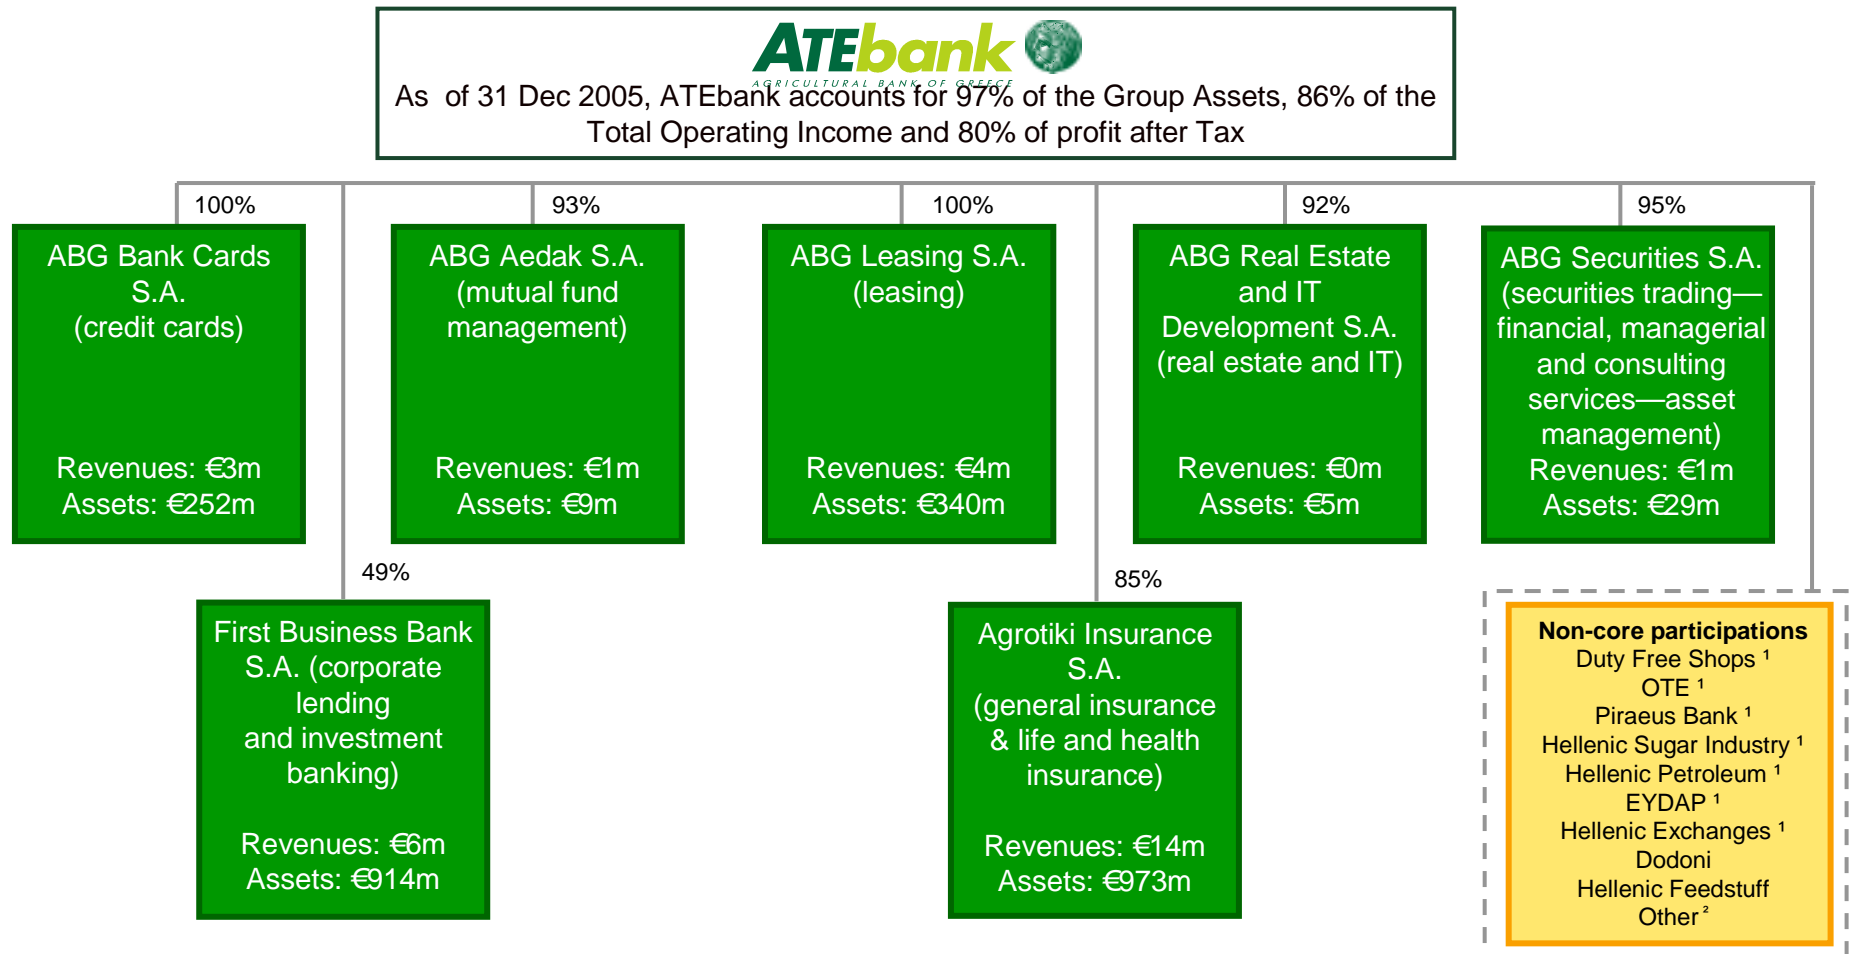 ATEbank
AGRICULTURAL BANK OF GREECE
As of 31 Dec 2005, ATEbank accounts for 97% of the Group Assets, 86% of the
Total Operating Income and 80% of profit after Tax
100%
93%
100%
92%
95%
ABG Bank Cards
S.A.
(credit cards)
Revenues: €3m
Assets: €252m
ABG Aedak S.A.
(mutual fund
management)
Revenues: €1m
Assets: €9m
ABG Leasing S.A.
(leasing)
Revenues: €4m
Assets: €340m
ABG Real Estate
and IT
Development S.A.
(real estate and IT)
Revenues: €0m
Assets: €5m
ABG Securities S.A.
(securities trading—
financial, managerial
and consulting
services—asset
management)
Revenues: €1m
Assets: €29m
49%
85%
First Business Bank
S.A. (corporate
lending
and investment
banking)
Revenues: €6m
Assets: €914m
Agrotiki Insurance
S.A.
(general insurance
& life and health
insurance)
Revenues: €14m
Assets: €973m
Non-core participations
Duty Free Shops ¹
OTE ¹
Piraeus Bank ¹
Hellenic Sugar Industry ¹
Hellenic Petroleum ¹
EYDAP ¹
Hellenic Exchanges ¹
Dodoni
Hellenic Feedstuff
Other ²